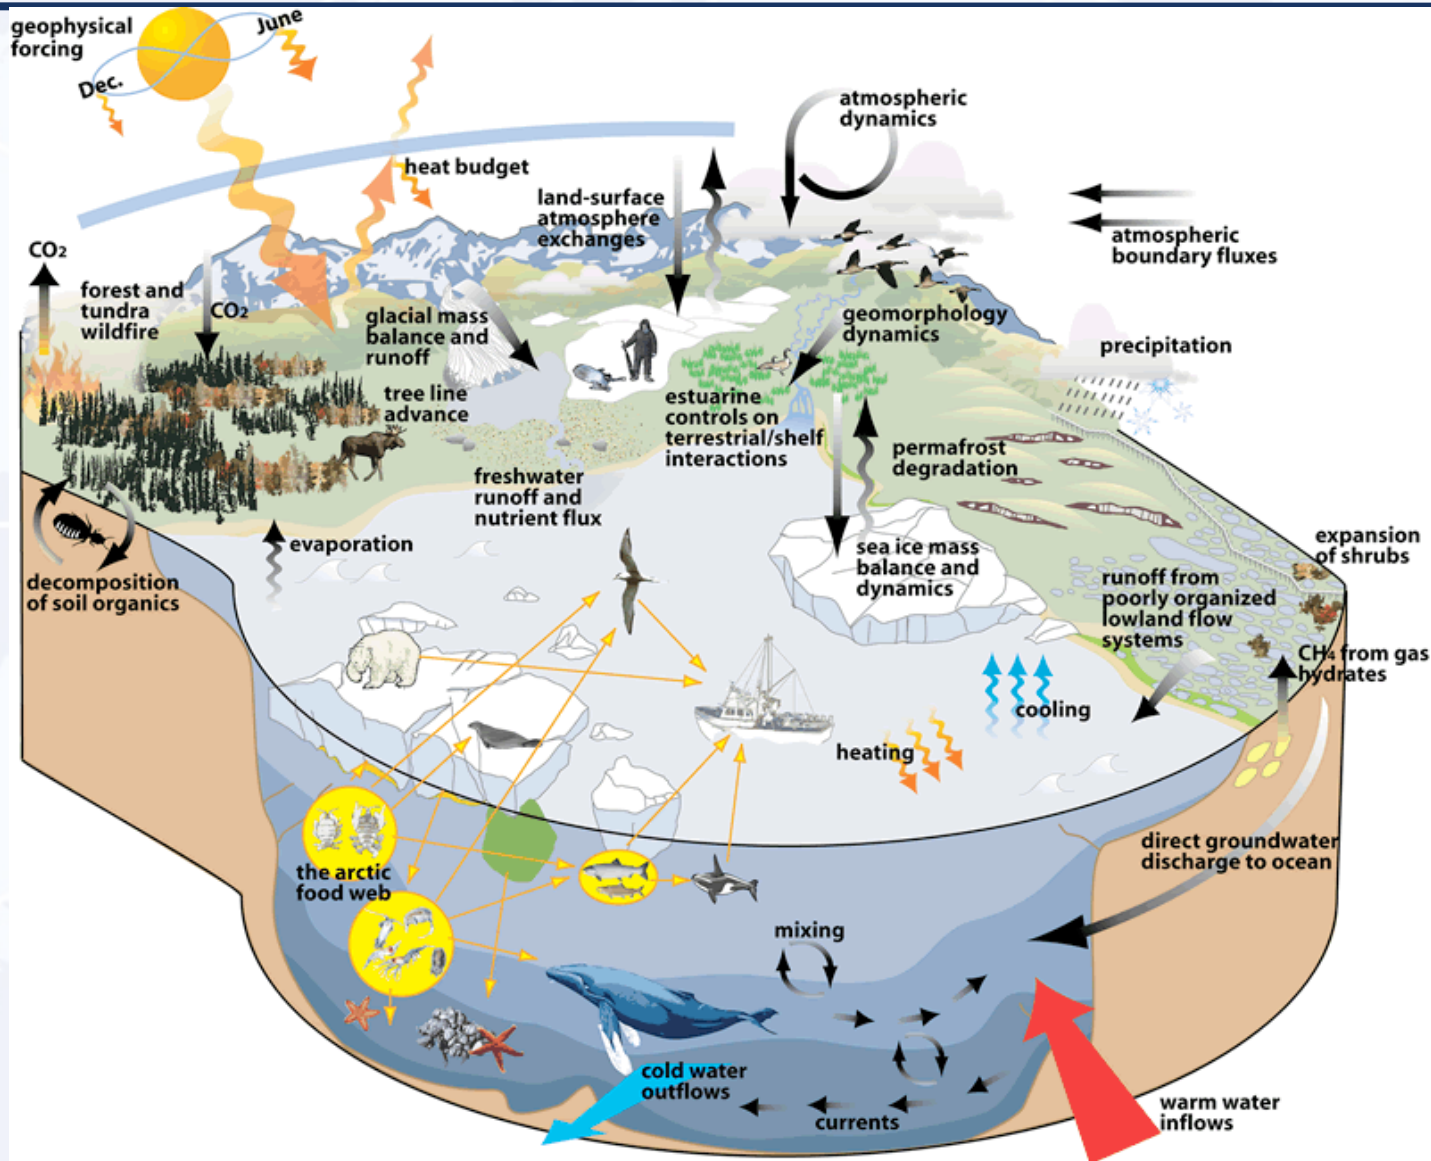 geophysical
forcing
June
Dec.
heat budget
atmospheric
dynamics
land-surface
atmosphere
exchanges
atmospheric
boundary fluxes
CO₂
forest and
tundra
wildfire
CO₂
glacial mass
balance and
runoff
geomorphology
dynamics
precipitation
tree line
advance
estuarine
controls on
terrestrial/shelf
interactions
permafrost
degradation
freshwater
runoff and
nutrient flux
evaporation
sea ice mass
balance and
dynamics
expansion
of shrubs
decomposition
of soil organics
runoff from
poorly organized
lowland flow
systems
CH₄ from gas
hydrates
cooling
heating
direct groundwater
discharge to ocean
the arctic
food web
mixing
cold water
outflows
currents
warm water
inflows